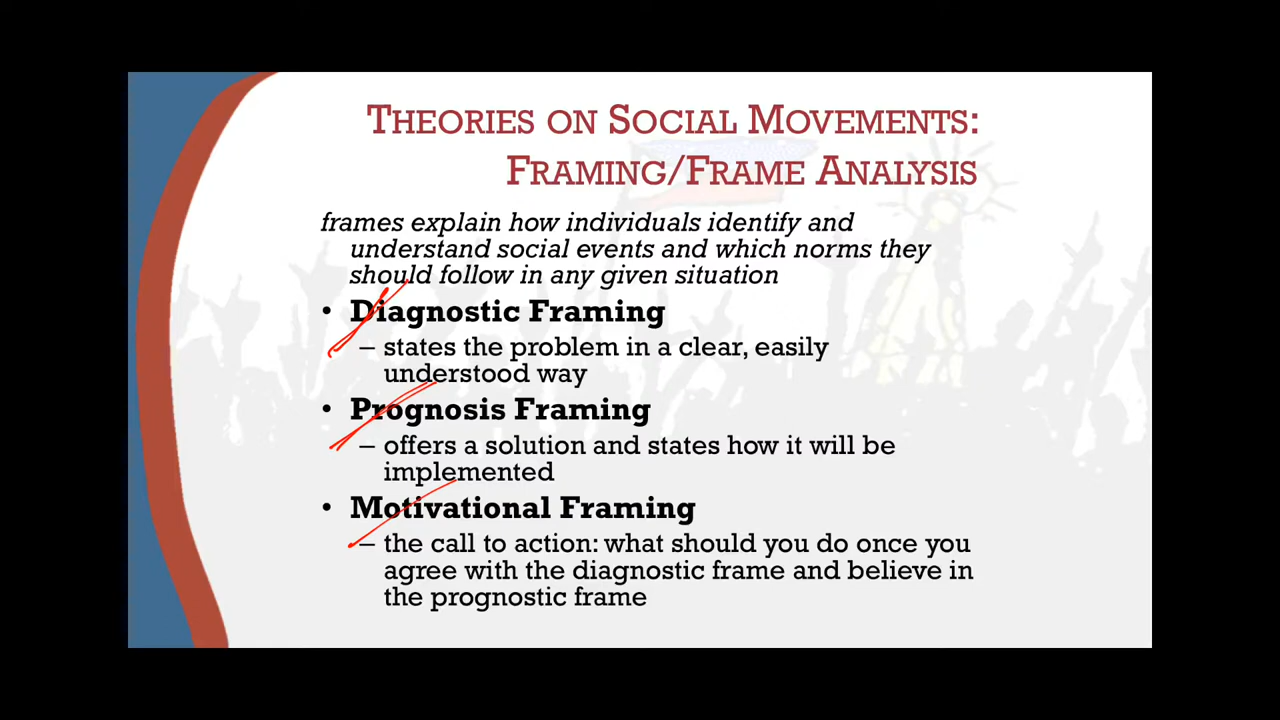 THEORIES ON SOCIAL MOVEMENTS:
FRAMING/FRAME ANALYSIS
frames explain how individuals identify and
understand social events and which norms they
should follow in any given situation
• Diagnostic Framing
– states the problem in a clear, easily
understood way
• Prognosis Framing
– offers a solution and states how it will be
implemented
• Motivational Framing
– the call to action: what should you do once you
agree with the diagnostic frame and believe in
the prognostic frame